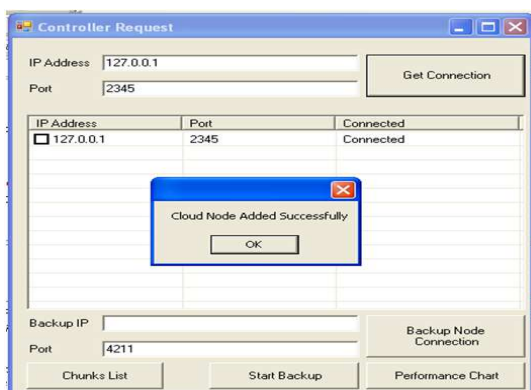 Controller Request
IP Address 127.0.0.1
Get Connection
Port 2345
IP Address Port Connected
127.0.0.1 2345 Connected
Cloud Node Added Successfully
OK
Backup IP
Backup Node
Connection
Port 4211
Chunks List Start Backup Performance Chart